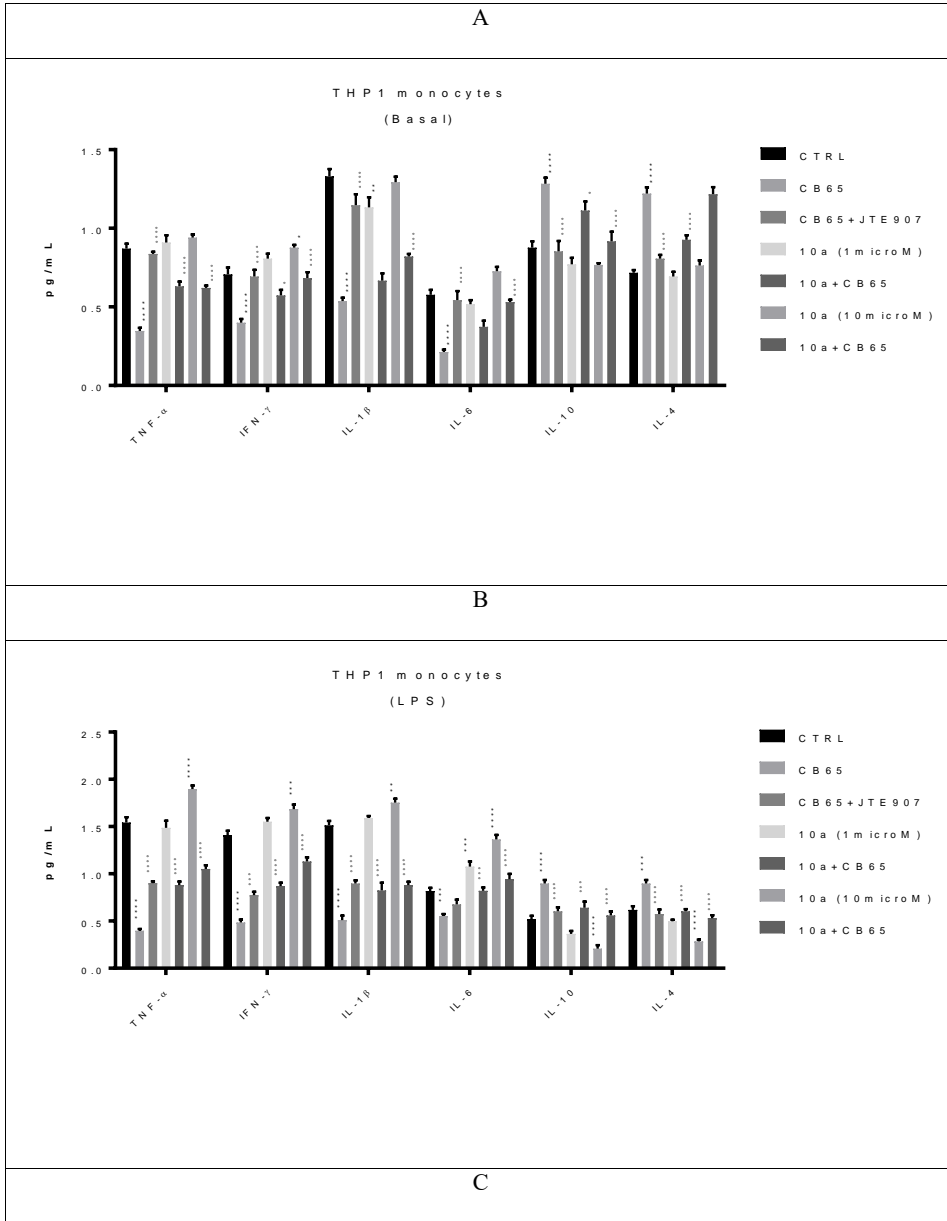 A
THP1 monocytes
(Basal)
1.5
1.0
0.5
0.0
pg/mL
TNF-α
IFN-γ
IL-1β
IL-6
IL-10
IL-4
CTRL
CB65
CB65+JTE907
10a (1microM)
10a+CB65
10a (10microM)
10a+CB65
B
THP1 monocytes
(LPS)
2.5
2.0
1.5
1.0
0.5
0.0
pg/mL
TNF-α
IFN-γ
IL-1β
IL-6
IL-10
IL-4
CTRL
CB65
CB65+JTE907
10a (1microM)
10a+CB65
10a (10microM)
10a+CB65
C